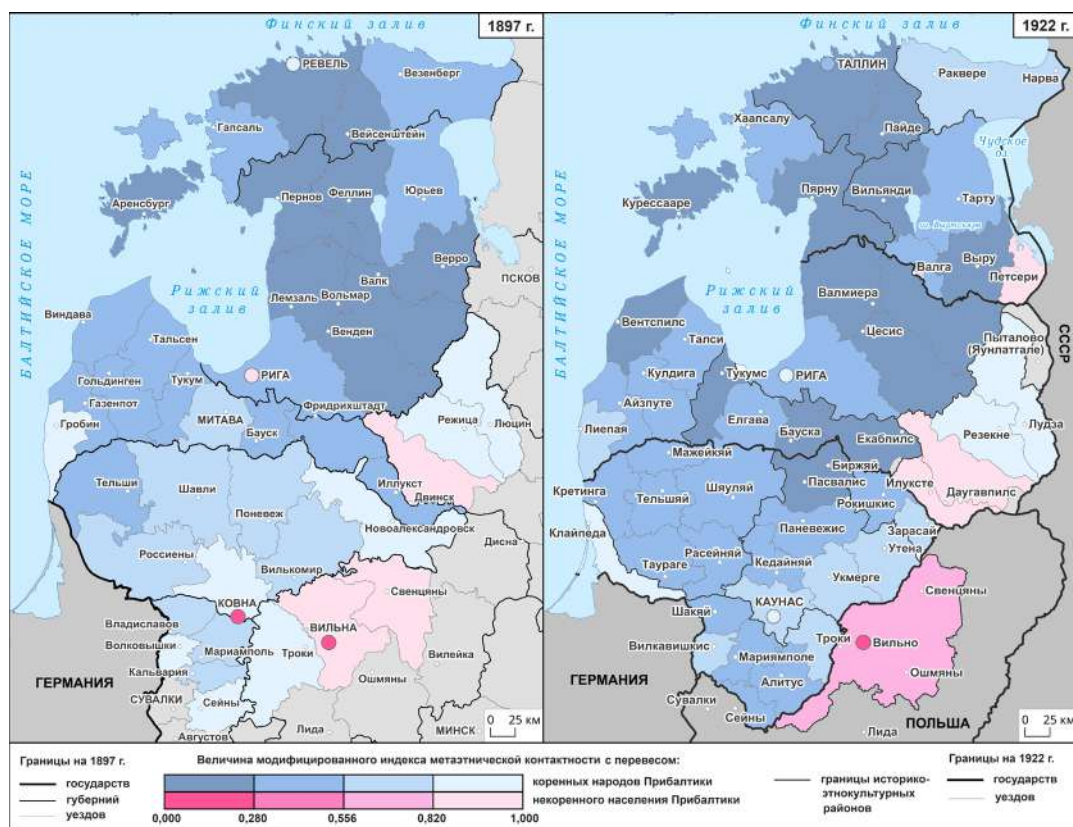 Финский залив
1897 г.
РЕВЕЛЬ
Везенберг
Гапсаль
Вейсенштейн
БАЛТИЙСКОЕ МОРЕ
Пернов
Феллин
Юрьев
Аренсбург
Верро
ПСКОВ
Валк
Рижский
залив
Лемзаль
Вольмар
Виндава
Венден
Тальсен
Гольдинген
Тукум
РИГА
Газенпот
Фридрихштадт
Гробин
МИТАВА
Режица
Люцин
Бауск
Тельши
Шавли
Иллукст
Двинск
Поневеж
Новоалександровск
Дисна
Россиены
Вилькомир
Свенцяны
КОВНА
Владиславов
ВИЛЬНА
Волковышки
Мариамполь
Троки
Вилейка
Кальвария
ГЕРМАНИЯ
Ошмяны
СУВАЛКИ
Сейны
Августов
Лида
МИНСК
0 25 км
Финский залив
1922 г.
ТАЛЛИН
Раквере
Нарва
Хаапсалу
Пайде
Чудское
оз.
БАЛТИЙСКОЕ МОРЕ
Пярну
Вильянди
Тарту
Курессааре
Выру
Валга
Петсери
Рижский
залив
Валмиера
Вентспилс
Цесис
Талси
СССР
Пыталово
(Яунлатгале)
Кулдига
Тукумс
РИГА
Айзпуте
Елгава
Лиепая
Бауска
Екабпилс
Резекне
Лудза
Мажейкяй
Биржяй
Кретинга
Тельшяй
Шяуляй
Пасвалис
Илуксте
Даугавпилс
Рокишкис
Клайпеда
Паневежис
Зарасай
Расейняй
Утена
Таураге
Кедайняй
Укмерге
Свенцяны
КАУНАС
Шакяй
Вилкавишкис
Троки
Вильно
Мариямполе
ГЕРМАНИЯ
Алитус
Ошмяны
Сувалки
Сейны
ПОЛЬША
Лида
0 25 км
Границы на 1897 г.
государств
губерний
уездов
Величина модифицированного индекса метаэтнической контактности с перевесом:
коренных народов Прибалтики
некоренного населения Прибалтики
0,000 0,280 0,556 0,820 1,000
границы историко-
этнокультурных
районов
Границы на 1922 г.
государств
уездов